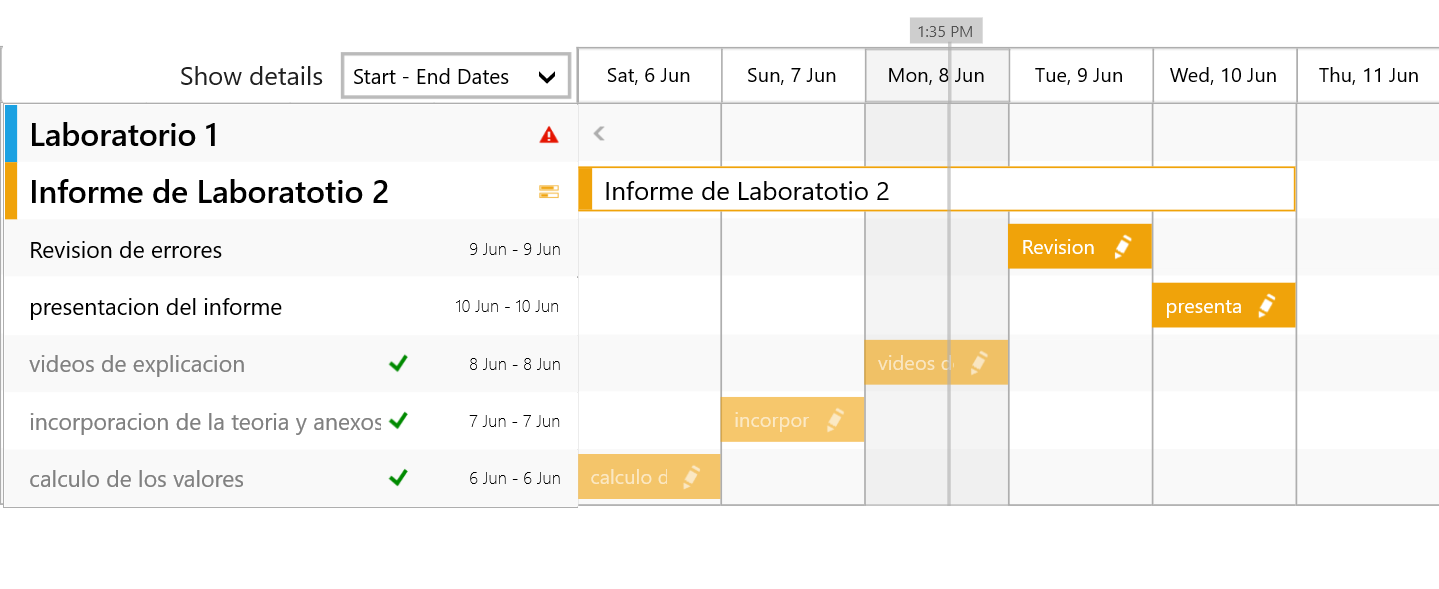 1:35 PM
Show details Start - End Dates Sat, 6 Jun Sun, 7 Jun Mon, 8 Jun Tue, 9 Jun Wed, 10 Jun Thu, 11 Jun
Laboratorio 1
Informe de Laboratotio 2 Informe de Laboratotio 2
Revision de errores 9 Jun - 9 Jun Revision
presentacion del informe 10 Jun - 10 Jun presenta
videos de explicacion 8 Jun - 8 Jun videos d
incorporacion de la teoria y anexos 7 Jun - 7 Jun incorpor
calculo de los valores 6 Jun - 6 Jun calculo d